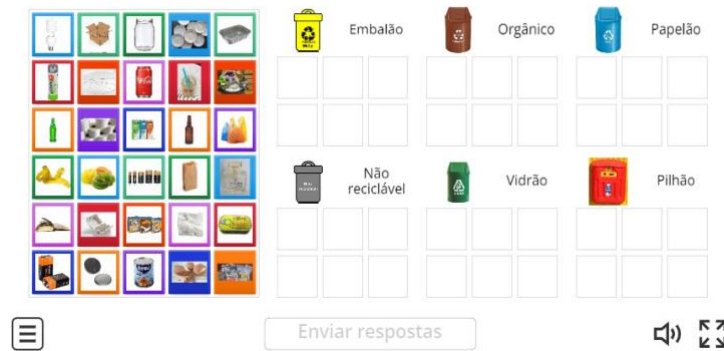 Embalão
Orgânico
Papelão
Não
reciclável
Vidrão
Pilhão
Enviar respostas